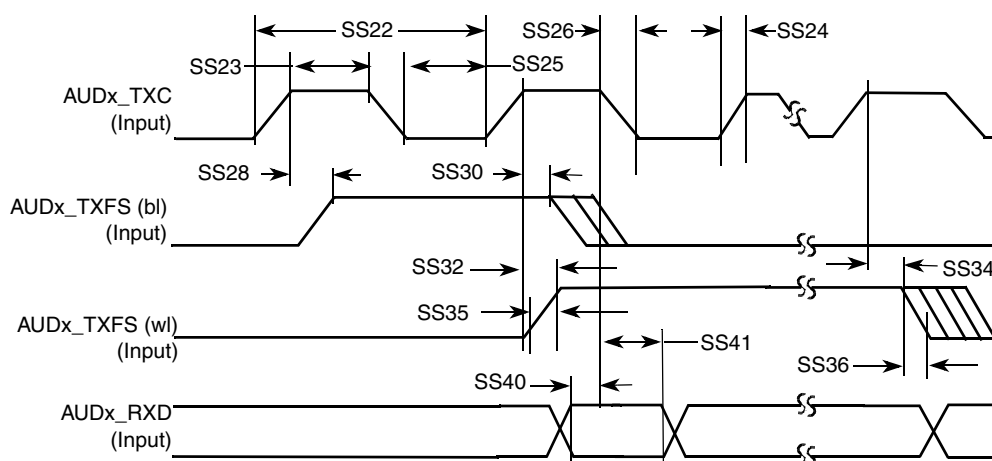 SS22
SS26
SS24
SS23
SS25
AUDx_TXC
(Input)
SS28
SS30
AUDx_TXFS (bl)
(Input)
SS32
SS34
SS35
AUDx_TXFS (wl)
(Input)
SS41
SS36
SS40
AUDx_RXD
(Input)